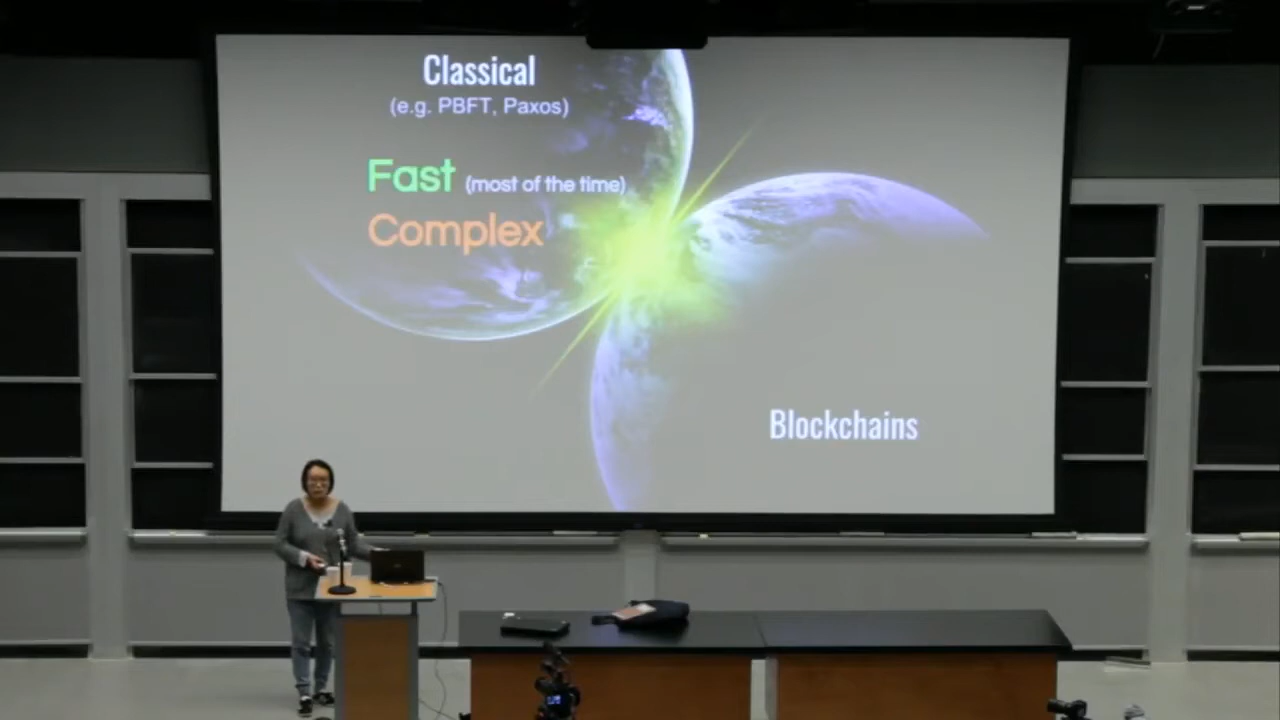 Classical
(e.g. PBFT, Paxos)
Fast (most of the time)
Complex
Blockchains